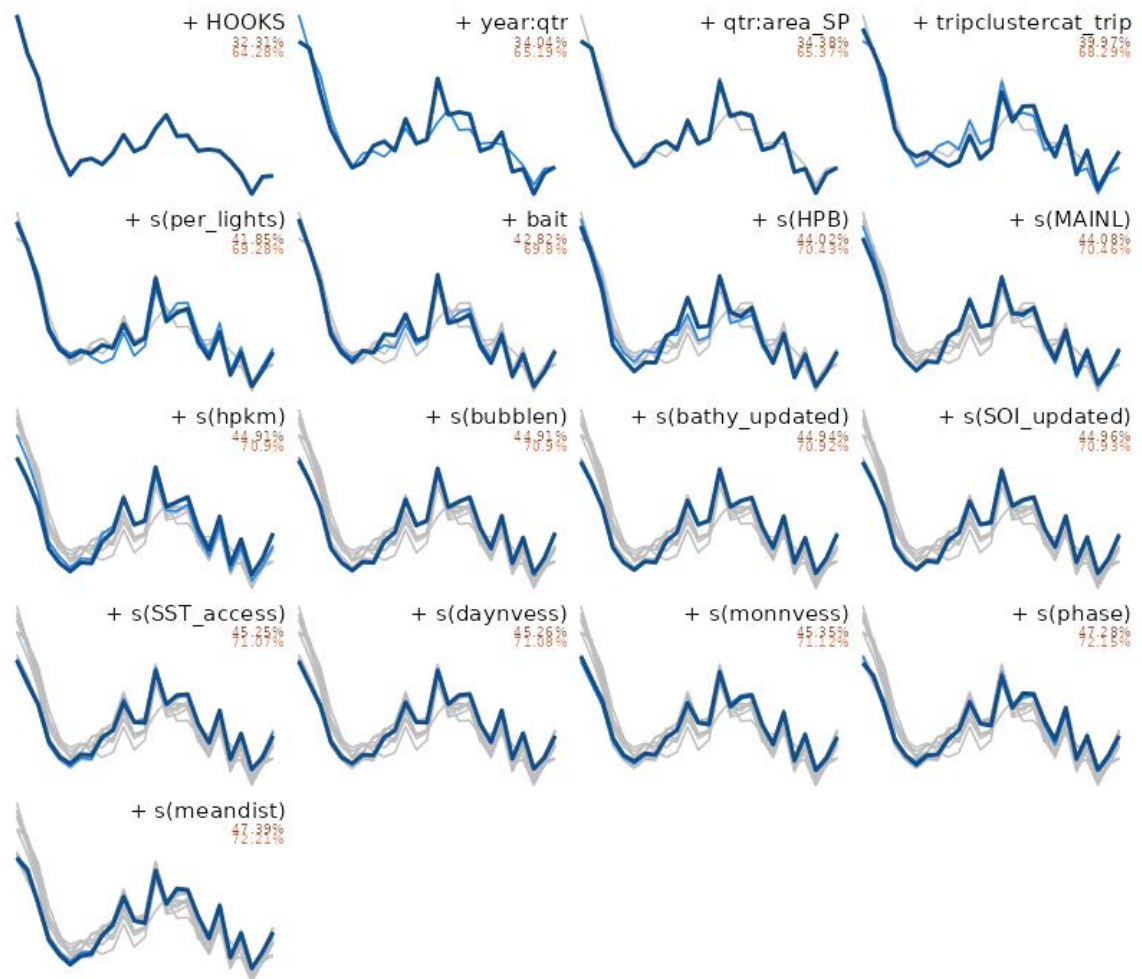 + HOOKS
32.31%
64.28%
+ year:qtr
34.04%
65.19%
+ qtr:area_SP
34.38%
65.37%
+ tripclustercat_trip
39.97%
68.29%
+ s(per_lights)
41.85%
69.28%
+ bait
42.82%
69.8%
+ s(HPB)
44.02%
70.43%
+ s(MAINL)
44.08%
70.46%
+ s(hpkm)
44.91%
70.9%
+ s(bubblen)
44.91%
70.9%
+ s(bathy_updated)
44.94%
70.92%
+ s(SOI_updated)
44.96%
70.93%
+ s(SST_access)
45.25%
71.07%
+ s(daynvess)
45.26%
71.08%
+ s(monnvess)
45.35%
71.12%
+ s(phase)
47.28%
72.15%
+ s(meandist)
47.39%
72.21%